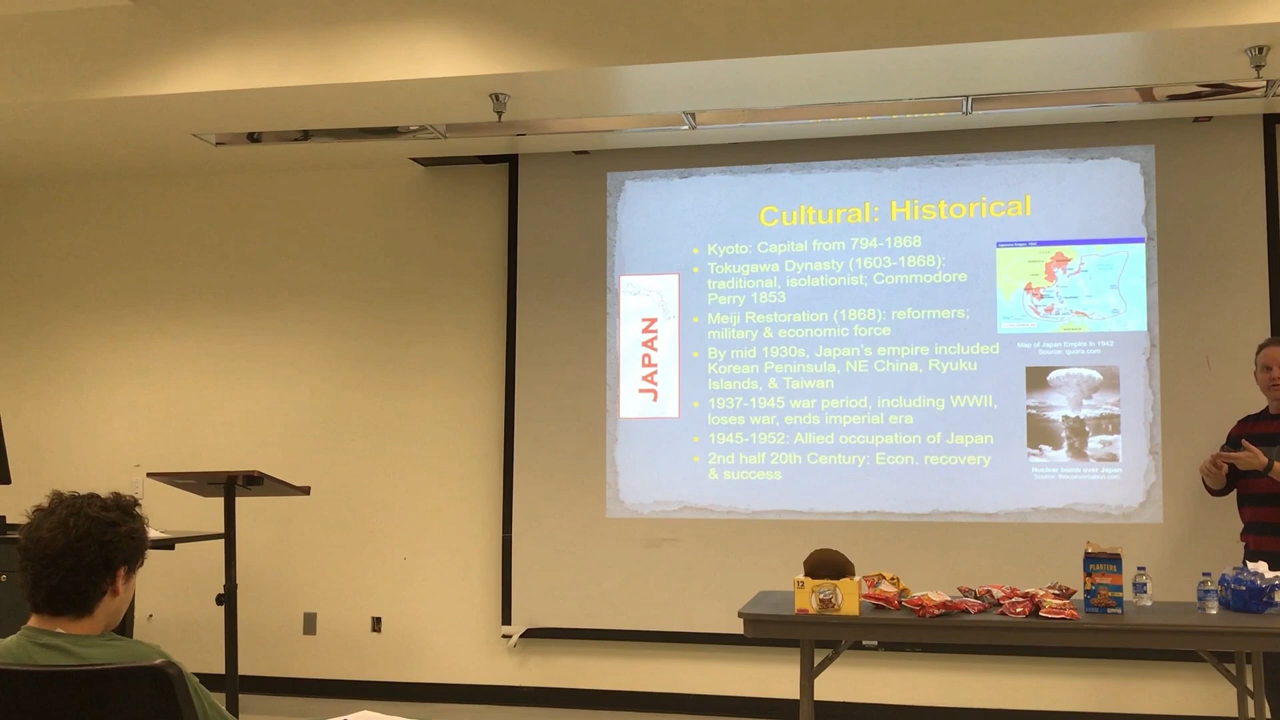 Cultural: Historical
Kyoto: Capital from 794-1868
Tokugawa Dynasty (1603-1868):
traditional, isolationist; Commodore
Perry 1853
Meiji Restoration (1868): reformers;
military & economic force
By mid 1930s, Japan's empire included
Korean Peninsula, NE China, Ryuku
Islands, & Taiwan
1937-1945 war period, including WWII,
loses war, ends imperial era
1945-1952: Allied occupation of Japan
2nd half 20th Century: Econ. recovery
& success
JAPAN
Map of Japan Empire in 1942
Source: quora.com
Nuclear bomb over Japan
PLANTERS
12